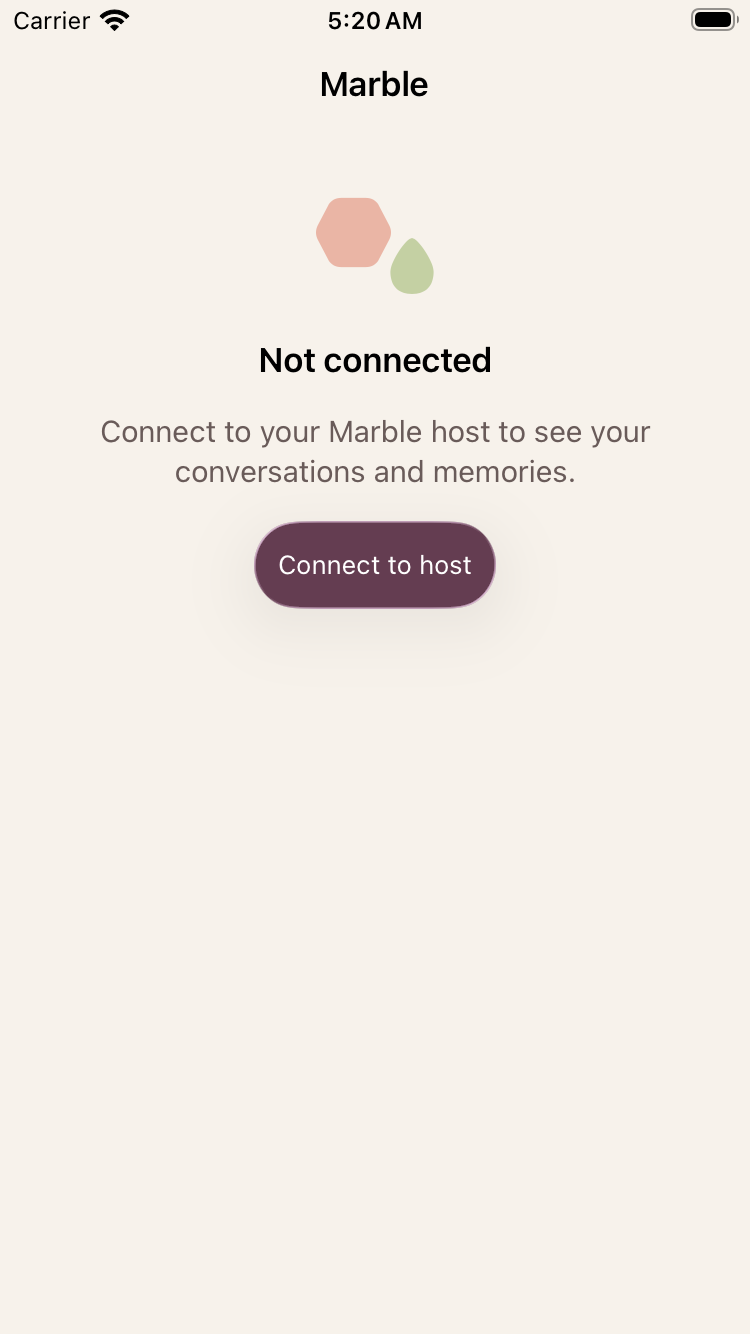 Carrier 5:20 AM
Marble
Not connected
Connect to your Marble host to see your
conversations and memories.
Connect to host